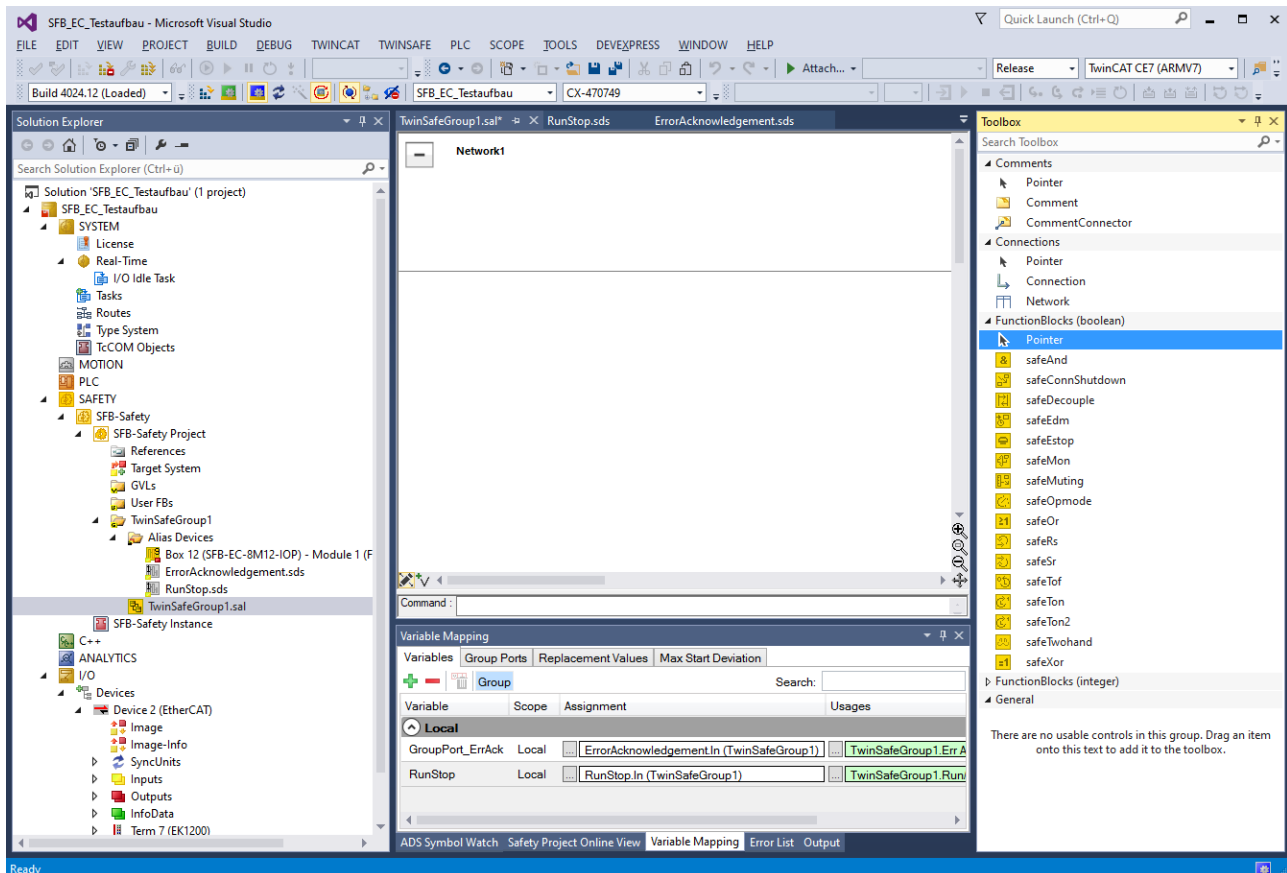 SFB_EC_Testaufbau - Microsoft Visual Studio
Quick Launch (Ctrl+Q)
FILE EDIT VIEW PROJECT BUILD DEBUG TWINCAT TWINSAFE PLC SCOPE TOOLS DEVEXPRESS WINDOW HELP
Attach...
Release
TwinCAT CE7 (ARMV7)
Build 4024.12 (Loaded)
SFB_EC_Testaufbau
CX-470749
Solution Explorer
Search Solution Explorer (Ctrl+ü)
Solution 'SFB_EC_Testaufbau' (1 project)
SFB_EC_Testaufbau
SYSTEM
License
Real-Time
I/O Idle Task
Tasks
Routes
Type System
TcCOM Objects
MOTION
PLC
SAFETY
SFB-Safety
SFB-Safety Project
References
Target System
GVLs
User FBs
TwinSafeGroup1
Alias Devices
Box 12 (SFB-EC-8M12-IOP) - Module 1 (F
ErrorAcknowledgement.sds
RunStop.sds
TwinSafeGroup1.sal
SFB-Safety Instance
C++
ANALYTICS
I/O
Devices
Device 2 (EtherCAT)
Image
Image-Info
SyncUnits
Inputs
Outputs
InfoData
Term 7 (EK1200)
TwinSafeGroup1.sal* RunStop.sds ErrorAcknowledgement.sds
Network1
Command :
Variable Mapping
Variables Group Ports Replacement Values Max Start Deviation
Group Search:
Variable Scope Assignment Usages
Local
GroupPort_ErrAck Local ... ErrorAcknowledgement.In (TwinSafeGroup1) ... TwinSafeGroup1.Err A
RunStop Local ... RunStop.In (TwinSafeGroup1) ... TwinSafeGroup1.Run/
ADS Symbol Watch Safety Project Online View Variable Mapping Error List Output
Toolbox
Search Toolbox
Comments
Pointer
Comment
CommentConnector
Connections
Pointer
Connection
Network
FunctionBlocks (boolean)
Pointer
safeAnd
safeConnShutdown
safeDecouple
safeEdm
safeEstop
safeMon
safeMuting
safeOpmode
safeOr
safeRs
safeSr
safeTof
safeTon
safeTon2
safeTwohand
safeXor
FunctionBlocks (integer)
General
There are no usable controls in this group. Drag an item
onto this text to add it to the toolbox.
Ready